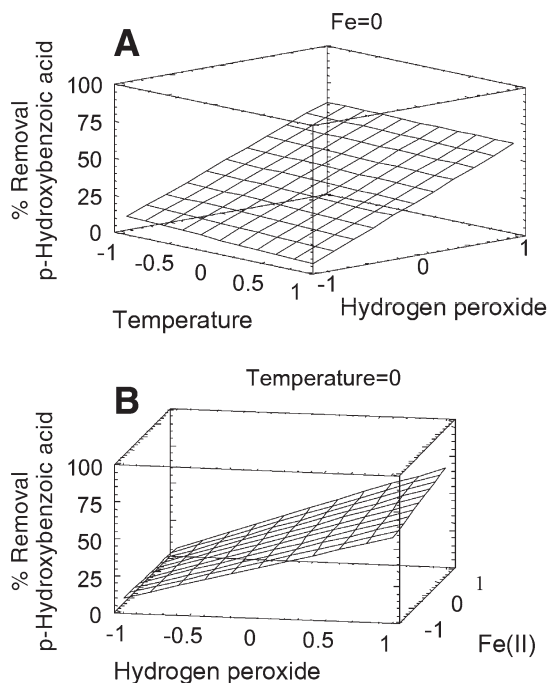 A
Fe=0
% Removal
p-Hydroxybenzoic acid
100
75
50
25
0
-1
-0.5
0
0.5
1
Temperature
-1
0
1
Hydrogen peroxide
B
Temperature=0
% Removal
p-Hydroxybenzoic acid
100
75
50
25
0
-1
-0.5
0
0.5
1
Hydrogen peroxide
-1
0
1
Fe(II)